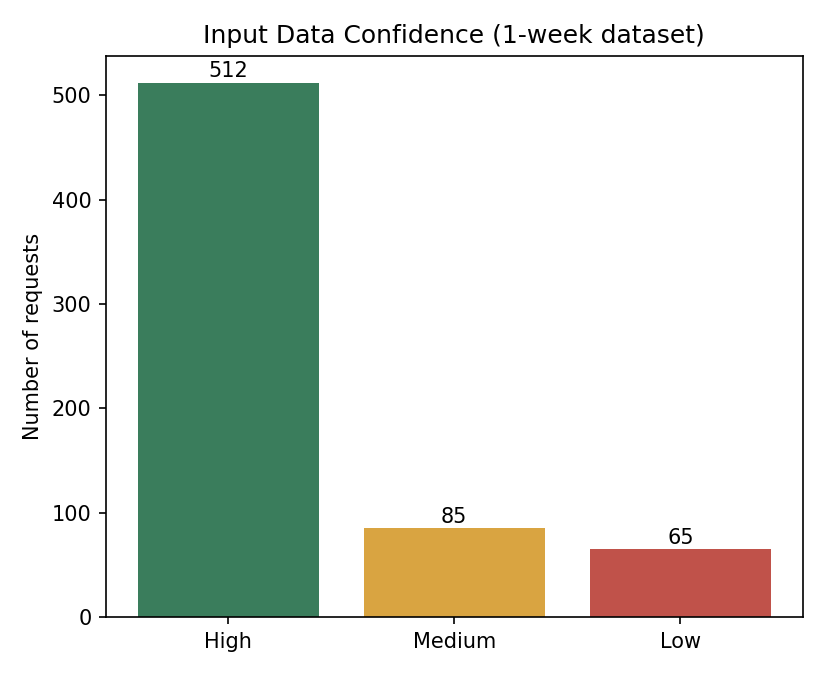 Input Data Confidence (1-week dataset)
512
500
400
300
200
100
0
85
65
Number of requests
High
Medium
Low